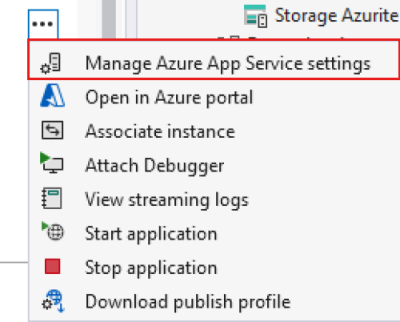 Storage Azurite
Manage Azure App Service settings
Open in Azure portal
Associate instance
Attach Debugger
View streaming logs
Start application
Stop application
Download publish profile